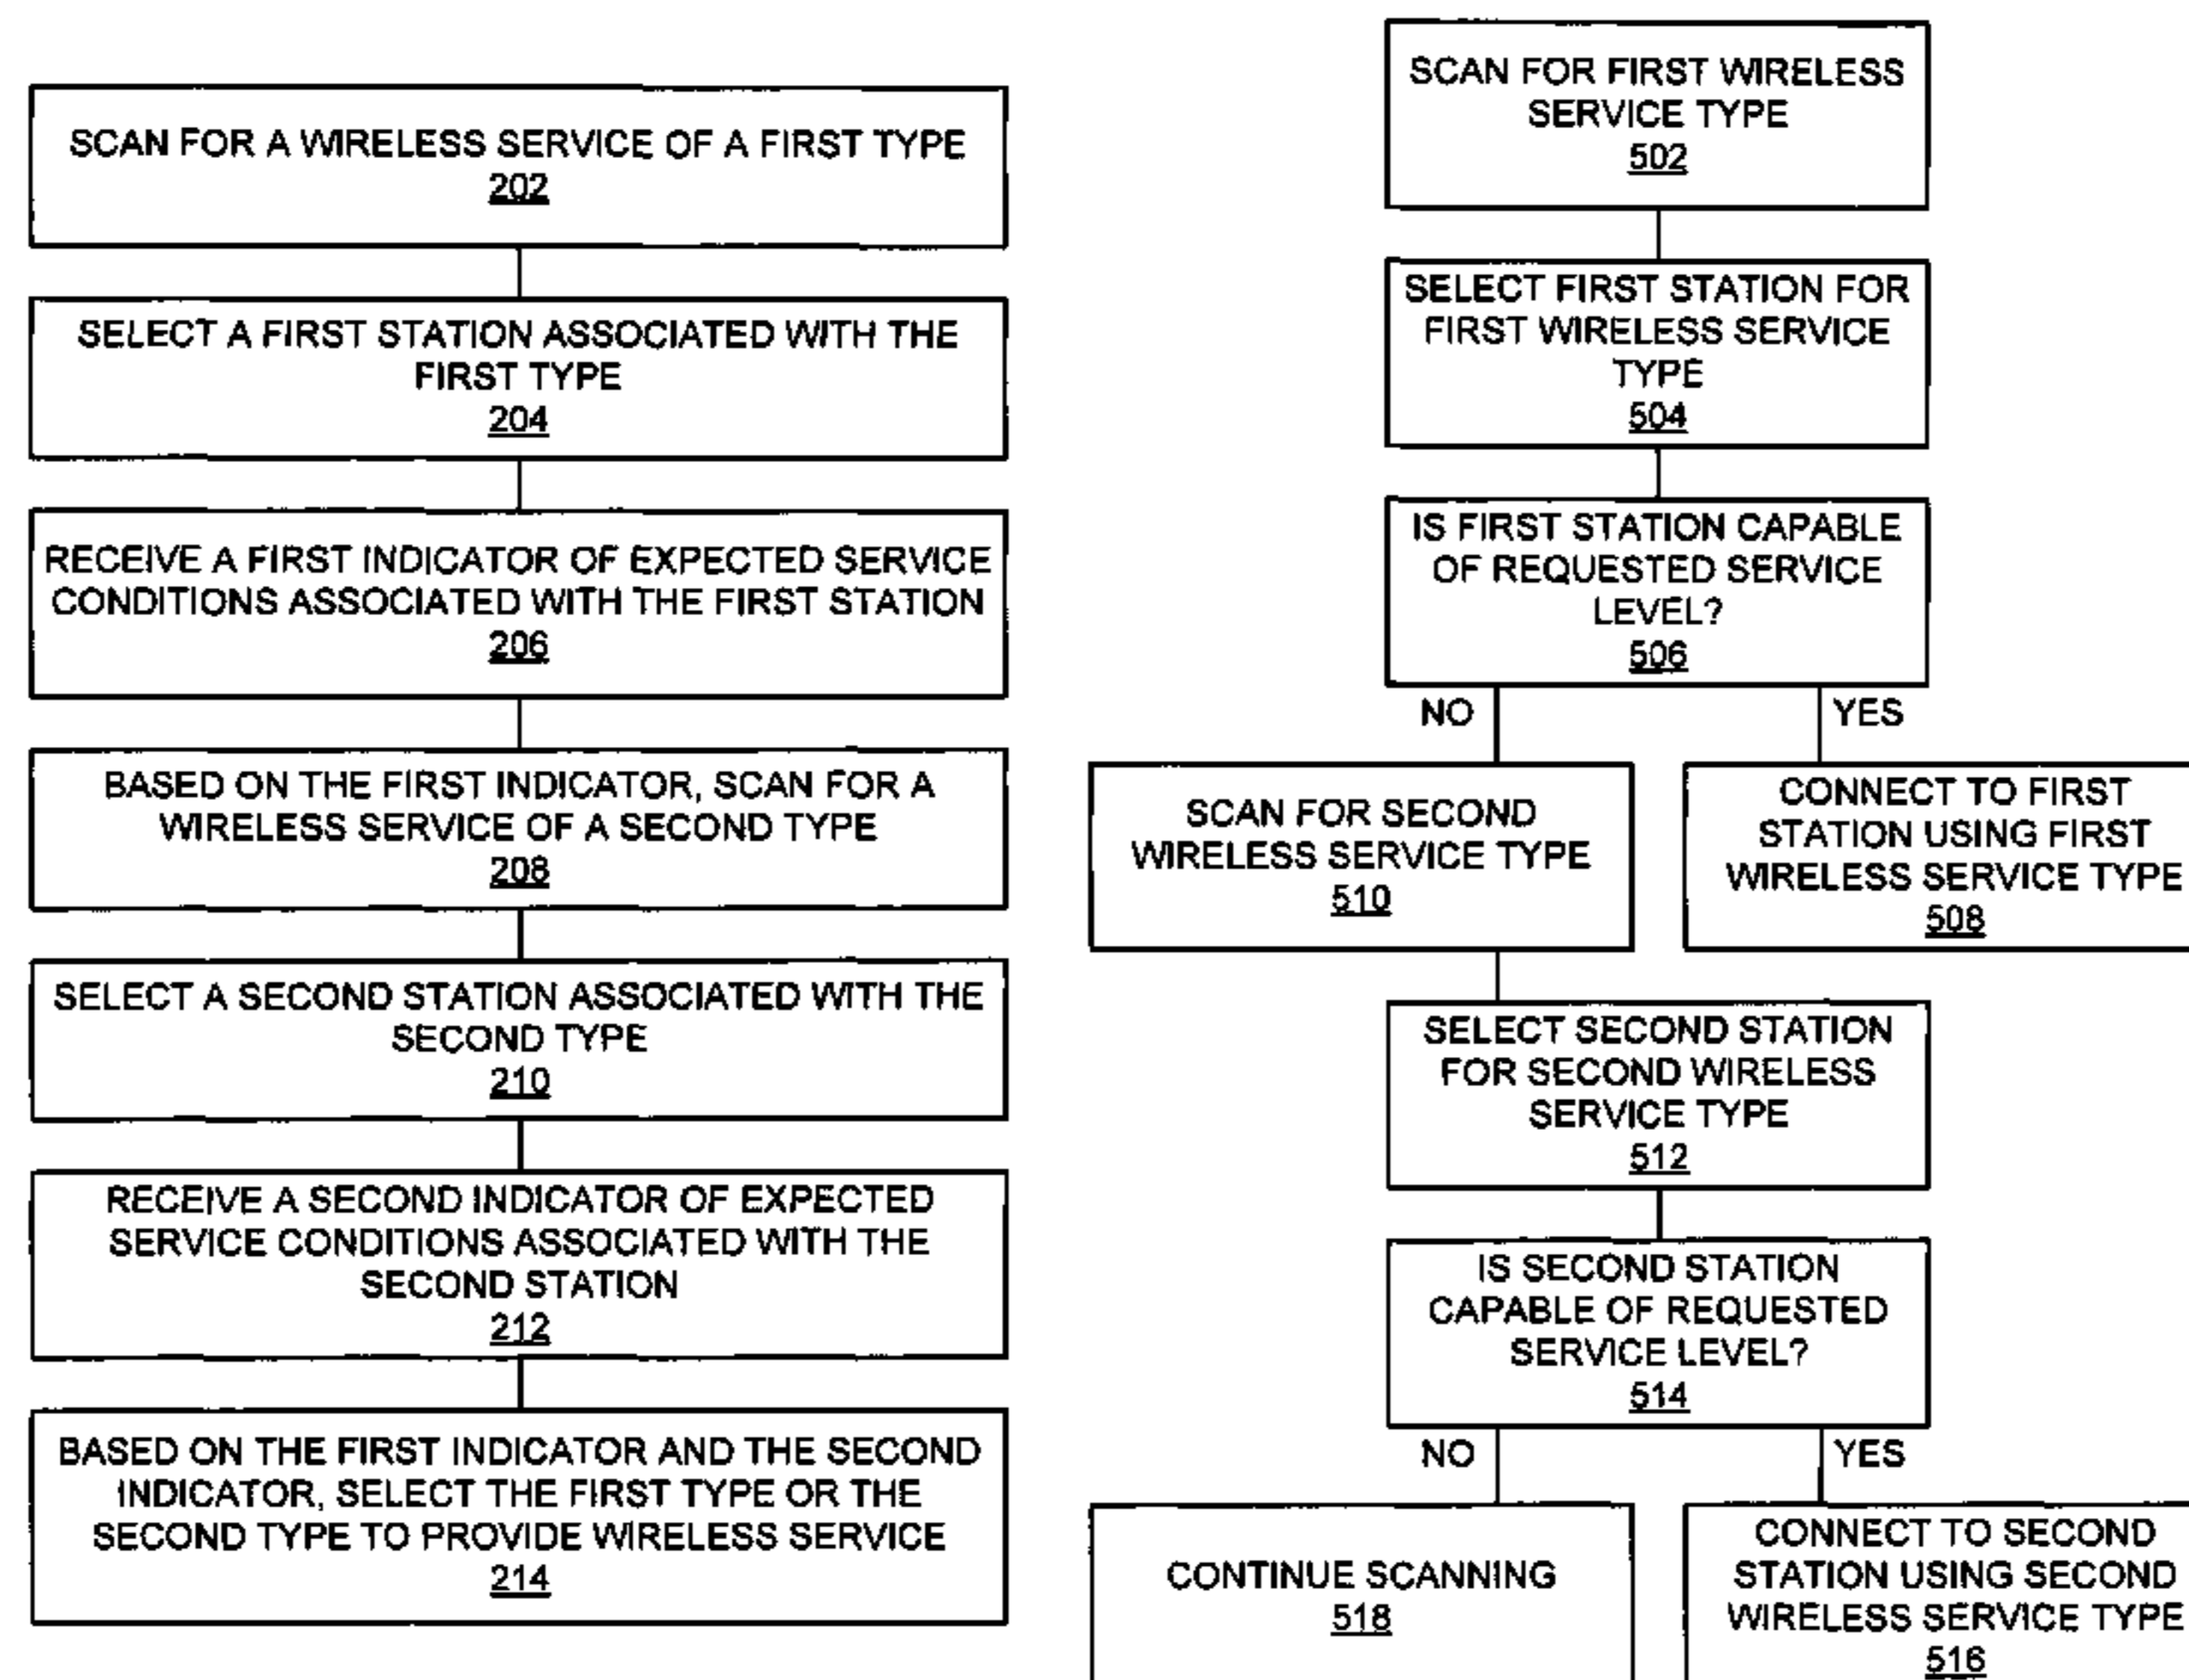 SCAN FOR A WIRELESS SERVICE OF A FIRST TYPE
202
SELECT A FIRST STATION ASSOCIATED WITH THE
FIRST TYPE
204
RECEIVE A FIRST INDICATOR OF EXPECTED SERVICE
CONDITIONS ASSOCIATED WITH THE FIRST STATION
206
BASED ON THE FIRST INDICATOR, SCAN FOR A
WIRELESS SERVICE OF A SECOND TYPE
208
SELECT A SECOND STATION ASSOCIATED WITH THE
SECOND TYPE
210
RECEIVE A SECOND INDICATOR OF EXPECTED
SERVICE CONDITIONS ASSOCIATED WITH THE
SECOND STATION
212
BASED ON THE FIRST INDICATOR AND THE SECOND
INDICATOR, SELECT THE FIRST TYPE OR THE
SECOND TYPE TO PROVIDE WIRELESS SERVICE
214
SCAN FOR FIRST WIRELESS
SERVICE TYPE
502
SELECT FIRST STATION FOR
FIRST WIRELESS SERVICE
TYPE
504
IS FIRST STATION CAPABLE
OF REQUESTED SERVICE
LEVEL?
506
NO
YES
SCAN FOR SECOND
WIRELESS SERVICE TYPE
510
CONNECT TO FIRST
STATION USING FIRST
WIRELESS SERVICE TYPE
508
SELECT SECOND STATION
FOR SECOND WIRELESS
SERVICE TYPE
512
IS SECOND STATION
CAPABLE OF REQUESTED
SERVICE LEVEL?
514
NO
YES
CONTINUE SCANNING
518
CONNECT TO SECOND
STATION USING SECOND
WIRELESS SERVICE TYPE
516